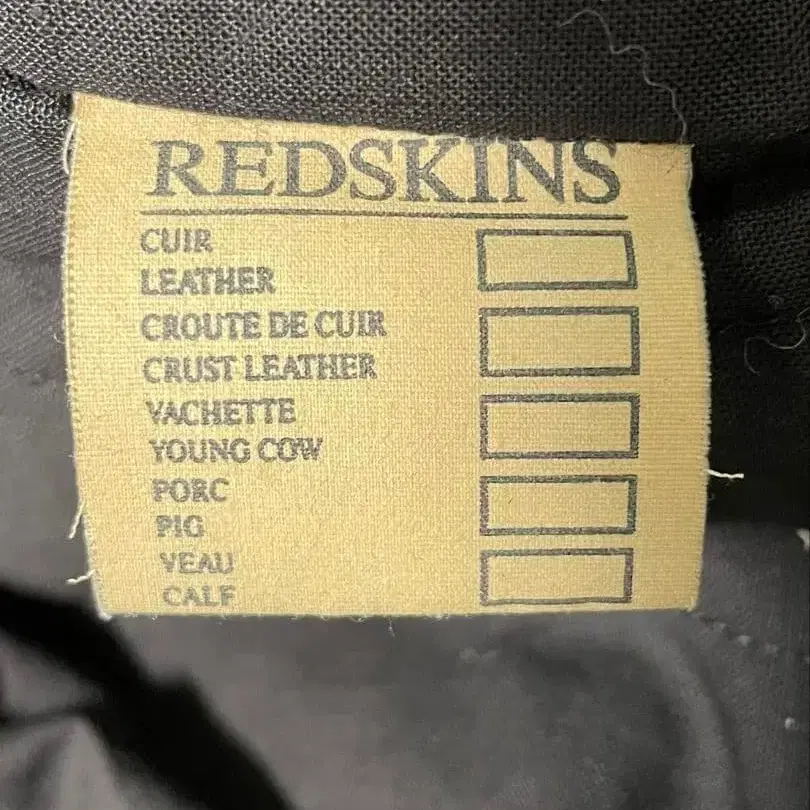 REDSKINS
CUIR
LEATHER
CROUTE DE CUIR
CRUST LEATHER
VACHETTE
YOUNG COW
PORC
PIG
VEAU
CALF